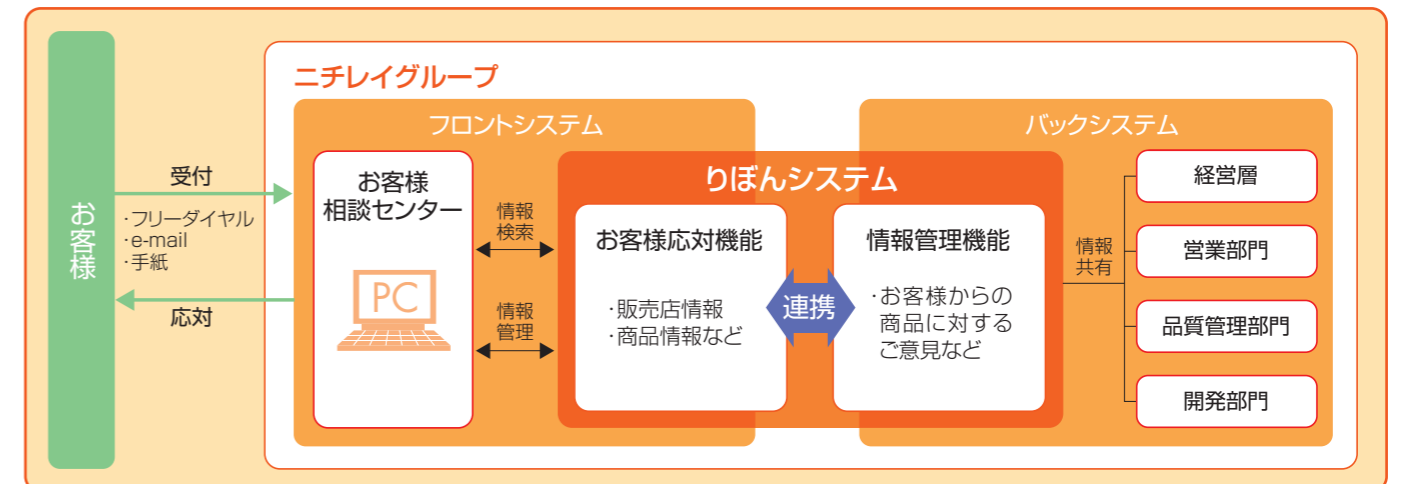 ニチレイグループ
フロントシステム
バックシステム
お客様
受付
・フリーダイヤル
・e-mail
・手紙
応対
お客様
相談センター
PC
情報
検索
情報
管理
りぼんシステム
お客様応対機能
・販売店情報
・商品情報など
連携
情報管理機能
・お客様からの
商品に対する
ご意見など
情報
共有
経営層
営業部門
品質管理部門
開発部門